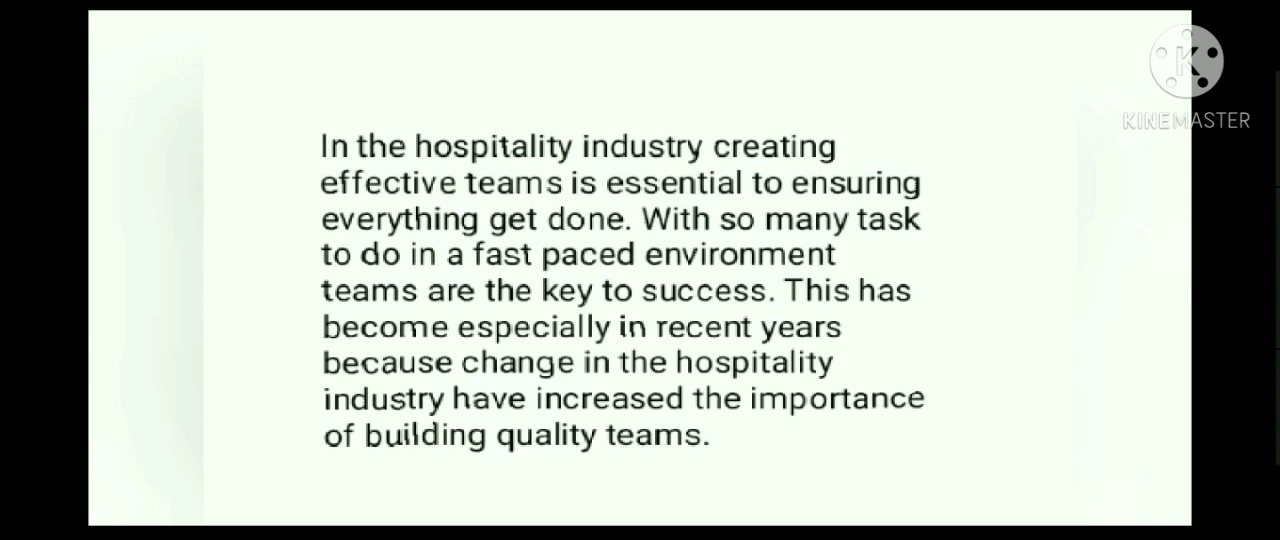 In the hospitality industry creating
effective teams is essential to ensuring
everything get done. With so many task
to do in a fast paced environment
teams are the key to success. This has
become especially in recent years
because change in the hospitality
industry have increased the importance
of building quality teams.
K
KINEMASTER